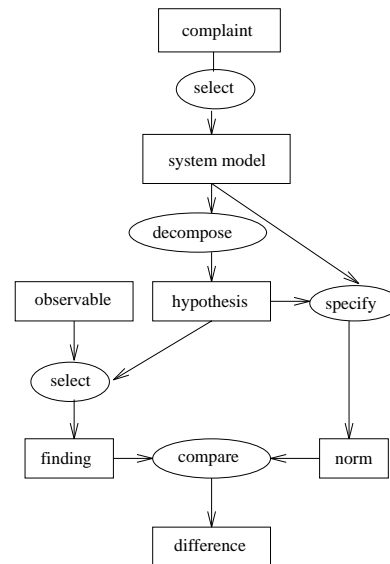 complaint
select
system model
decompose
observable
hypothesis
specify
select
finding
compare
norm
difference